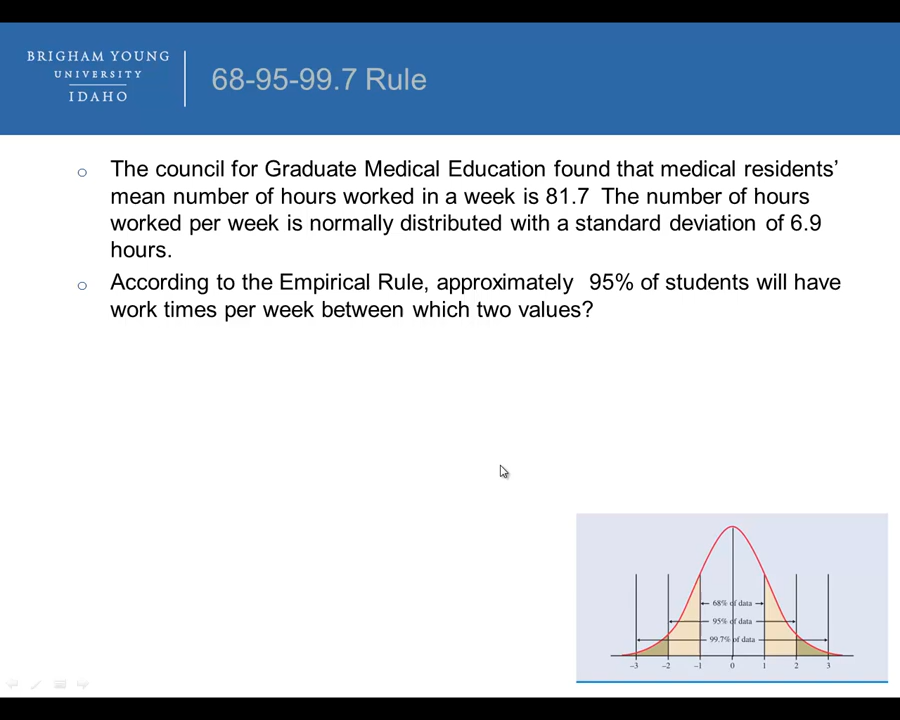 BRIGHAM YOUNG
UNIVERSITY
IDAHO
68-95-99.7 Rule
The council for Graduate Medical Education found that medical residents’
mean number of hours worked in a week is 81.7 The number of hours
worked per week is normally distributed with a standard deviation of 6.9
hours.
According to the Empirical Rule, approximately 95% of students will have
work times per week between which two values?
68% of data
95% of data
99.7% of data
–3 –2 –1 0 1 2 3